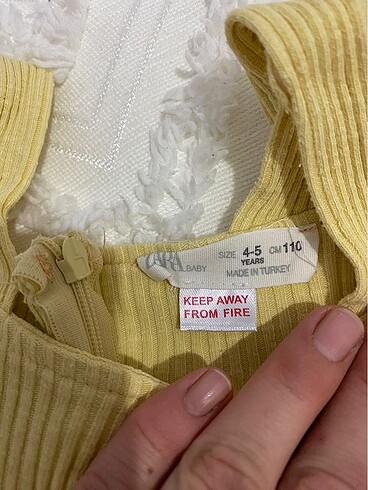 ZARA BABY
SIZE 4-5 YEARS CM 110
MADE IN TURKEY
KEEP AWAY
FROM FIRE